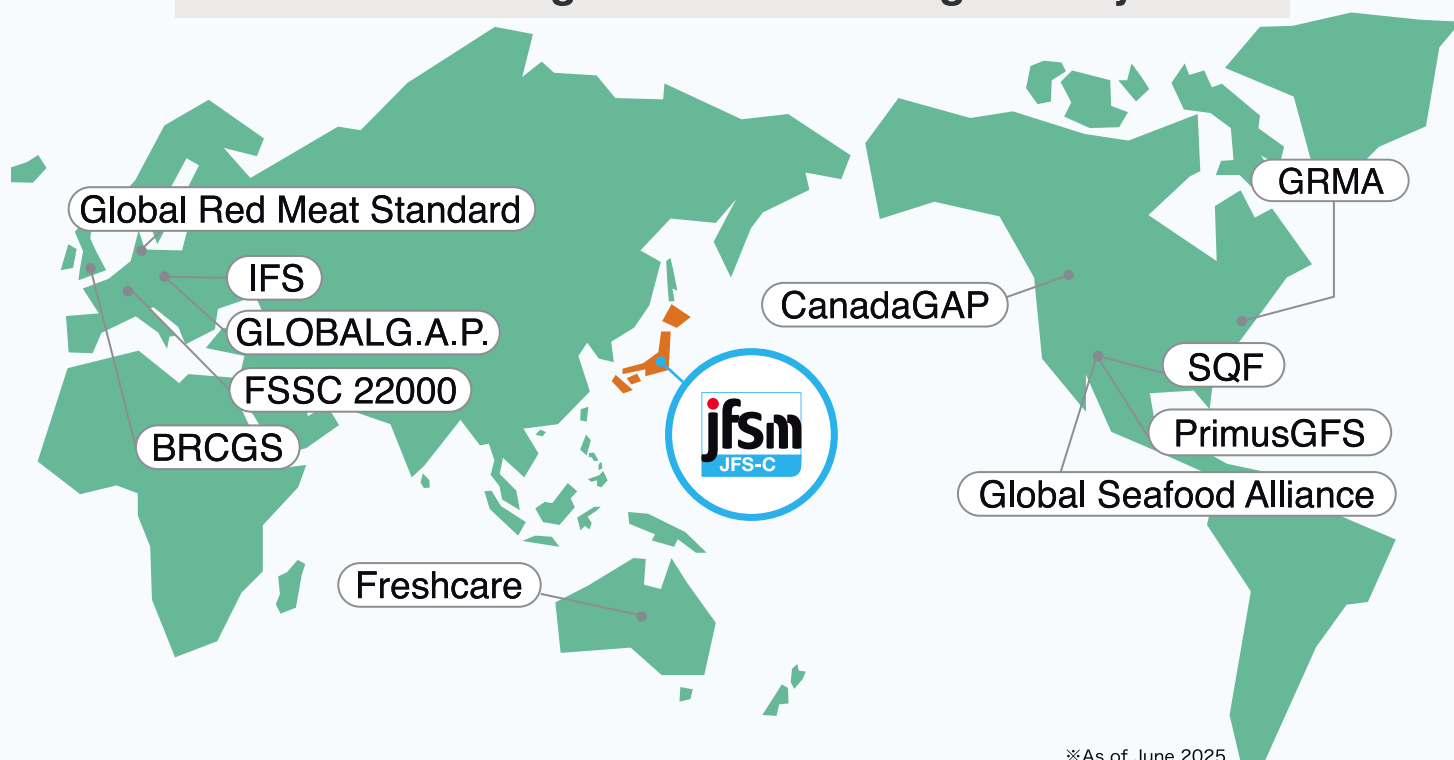 Global Red Meat Standard
IFS
GLOBALG.A.P.
FSSC 22000
BRCGS
Freshcare
jfsm
JFS-C
CanadaGAP
GRMA
SQF
PrimusGFS
Global Seafood Alliance
※As of June 2025